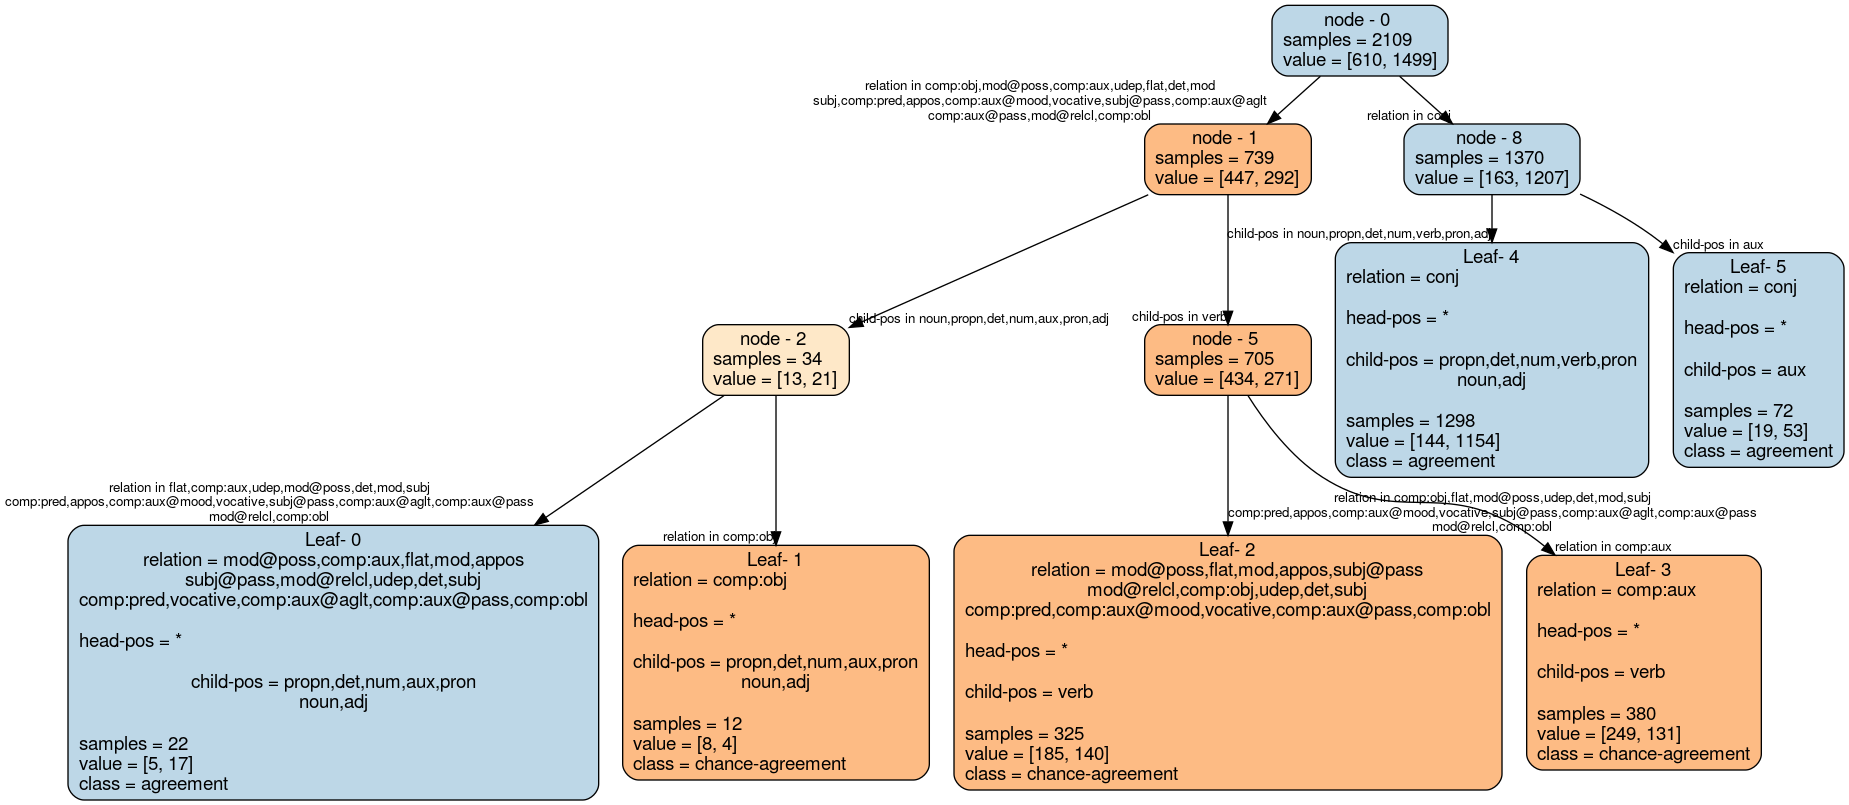 node - 0
samples = 2109
value = [610, 1499]
relation in comp:obj,mod@poss,comp:aux,udep,flat,det,mod
subj,comp:pred,appos,comp:aux@mood,vocative,subj@pass,comp:aux@aglt
comp:aux@pass,mod@relcl,comp:obl
relation in conj
node - 1
samples = 739
value = [447, 292]
node - 8
samples = 1370
value = [163, 1207]
child-pos in noun,propn,det,num,verb,pron,adj
child-pos in aux
Leaf- 4
relation = conj
head-pos = *
child-pos = propn,det,num,verb,pron
noun,adj
samples = 1298
value = [144, 1154]
class = agreement
Leaf- 5
relation = conj
head-pos = *
child-pos = aux
samples = 72
value = [19, 53]
class = agreement
child-pos in noun,propn,det,num,aux,pron,adj
child-pos in verb
node - 2
samples = 34
value = [13, 21]
node - 5
samples = 705
value = [434, 271]
relation in flat,comp:aux,udep,mod@poss,det,mod,subj
comp:pred,appos,comp:aux@mood,vocative,subj@pass,comp:aux@aglt,comp:aux@pass
mod@relcl,comp:obl
relation in comp:obj
relation in comp:obj,flat,mod@poss,udep,det,mod,subj
comp:pred,appos,comp:aux@mood,vocative,subj@pass,comp:aux@aglt,comp:aux@pass
mod@relcl,comp:obl
relation in comp:aux
Leaf- 0
relation = mod@poss,comp:aux,flat,mod,appos
subj@pass,mod@relcl,udep,det,subj
comp:pred,vocative,comp:aux@aglt,comp:aux@pass,comp:obl
head-pos = *
child-pos = propn,det,num,aux,pron
noun,adj
samples = 22
value = [5, 17]
class = agreement
Leaf- 1
relation = comp:obj
head-pos = *
child-pos = propn,det,num,aux,pron
noun,adj
samples = 12
value = [8, 4]
class = chance-agreement
Leaf- 2
relation = mod@poss,flat,mod,appos,subj@pass
mod@relcl,comp:obj,udep,det,subj
comp:pred,comp:aux@mood,vocative,comp:aux@pass,comp:obl
head-pos = *
child-pos = verb
samples = 325
value = [185, 140]
class = chance-agreement
Leaf- 3
relation = comp:aux
head-pos = *
child-pos = verb
samples = 380
value = [249, 131]
class = chance-agreement